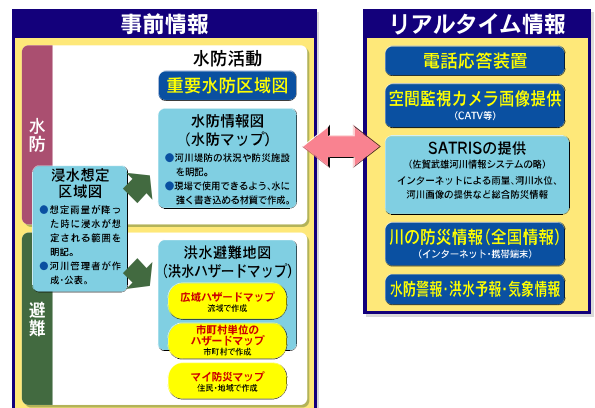 事前情報
水防
水防活動
重要水防区域図
水防情報図
(水防マップ)
●河川堤防の状況や防災施設
を明記。
●現場で使用できるよう、水に
強く書き込める材質で作成。
浸水想定
区域図
●想定雨量が降っ
た時に浸水が想
定される範囲を
明記。
●河川管理者が作
成・公表。
避難
洪水避難地図
(洪水ハザードマップ)
広域ハザードマップ
流域で作成
市町村単位の
ハザードマップ
市町村で作成
マイ防災マップ
住民・地域で作成
リアルタイム情報
電話応答装置
空間監視カメラ画像提供
(CATV等)
SATRISの提供
(佐賀武雄河川情報システムの略)
インターネットによる雨量、河川水位、
河川画像の提供など総合防災情報
川の防災情報(全国情報)
(インターネット・携帯端末)
水防警報・洪水予報・気象情報